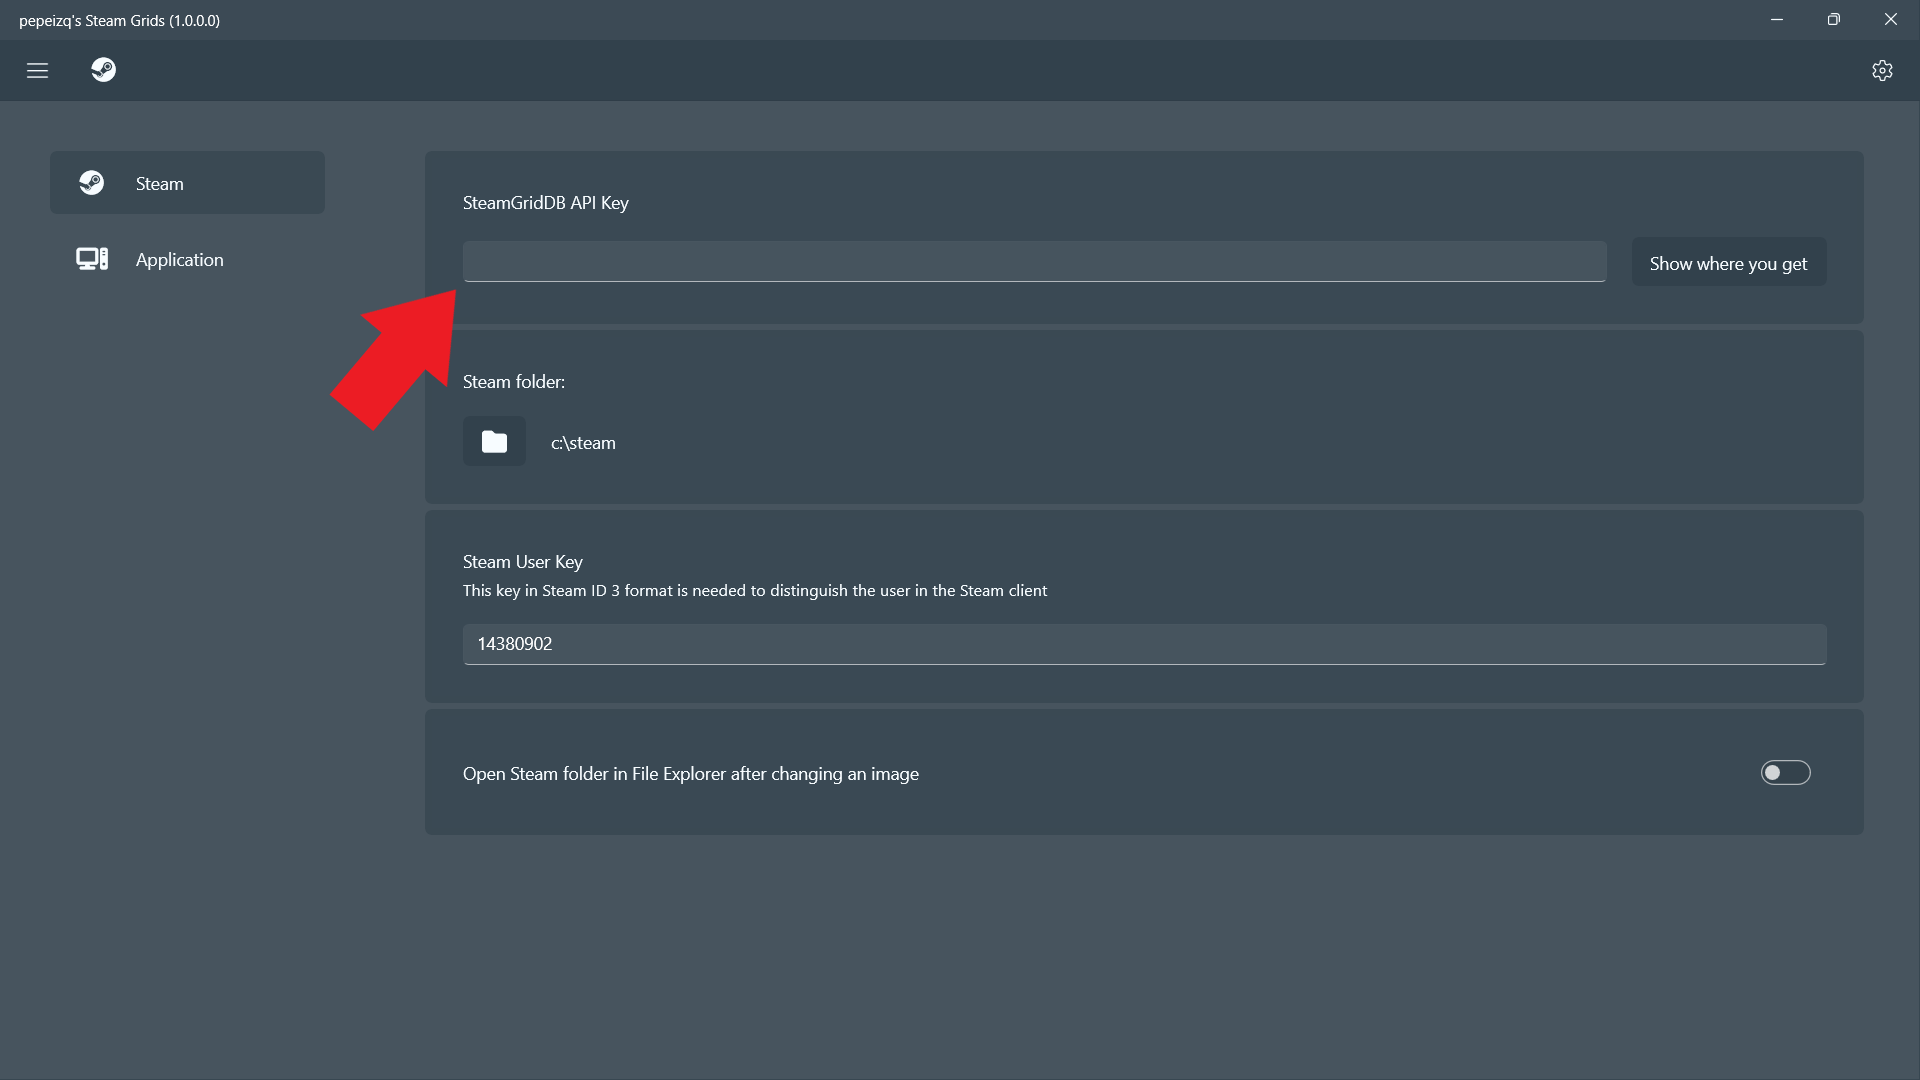 pepeizq's Steam Grids (1.0.0.0)
Steam
Application
SteamGridDB API Key
Show where you get
Steam folder:
c:\steam
Steam User Key
This key in Steam ID 3 format is needed to distinguish the user in the Steam client
14380902
Open Steam folder in File Explorer after changing an image